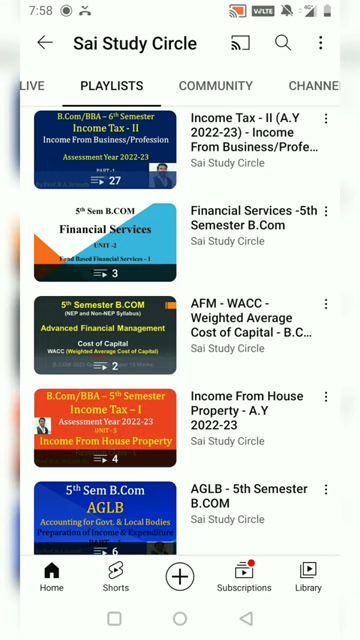 7:58
VoLTE
4G
Sai Study Circle
LIVE
PLAYLISTS
COMMUNITY
CHANNE
B.Com/BBA - 6th Semester
Income Tax - II
Income From Business/Profession
Assessment Year 2022-23
PART - 1
27
Income Tax - II (A.Y
2022-23) - Income
From Business/Profe...
Sai Study Circle
5th Sem B.COM
Financial Services
UNIT -2
Fund Based Financial Services - 1
3
Financial Services -5th
Semester B.Com
Sai Study Circle
5th Semester B.COM
(NEP and Non-NEP Syllabus)
Advanced Financial Management
Cost of Capital
WACC (Weighted Average Cost of Capital)
2
AFM - WACC -
Weighted Average
Cost of Capital - B.C...
Sai Study Circle
B.Com/BBA - 5th Semester
Income Tax – I
Assessment Year 2022-23
UNIT - 5
Income From House Property
4
Income From House
Property - A.Y
2022-23
Sai Study Circle
5th Sem B.Com
AGLB
Accounting for Govt. & Local Bodies
Preparation of Income & Expenditure
6
AGLB - 5th Semester
B.COM
Sai Study Circle
Home
Shorts
Subscriptions
Library